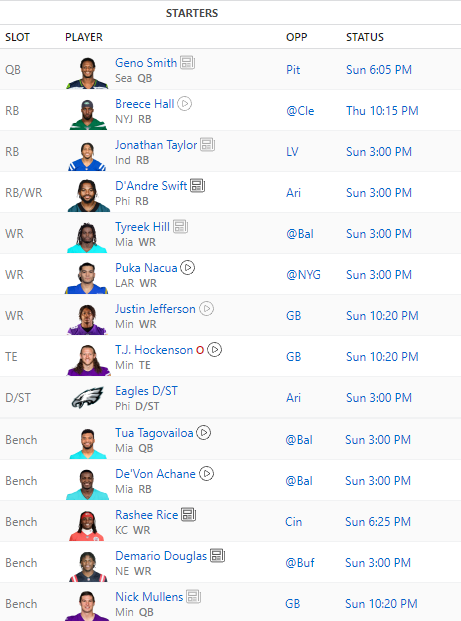 STARTERS
SLOT PLAYER OPP STATUS
QB Geno Smith Pit Sun 6:05 PM
Sea QB
RB Breece Hall @Cle Thu 10:15 PM
NYJ RB
RB Jonathan Taylor LV Sun 3:00 PM
Ind RB
RB/WR D'Andre Swift Ari Sun 3:00 PM
Phi RB
WR Tyreek Hill @Bal Sun 3:00 PM
Mia WR
WR Puka Nacua @NYG Sun 3:00 PM
LAR WR
WR Justin Jefferson GB Sun 10:20 PM
Min WR
TE T.J. Hockenson O GB Sun 10:20 PM
Min TE
D/ST Eagles D/ST Ari Sun 3:00 PM
Phi D/ST
Bench Tua Tagovailoa @Bal Sun 3:00 PM
Mia QB
Bench De'Von Achane @Bal Sun 3:00 PM
Mia RB
Bench Rashee Rice Cin Sun 6:25 PM
KC WR
Bench Demario Douglas @Buf Sun 3:00 PM
NE WR
Bench Nick Mullens GB Sun 10:20 PM
Min QB